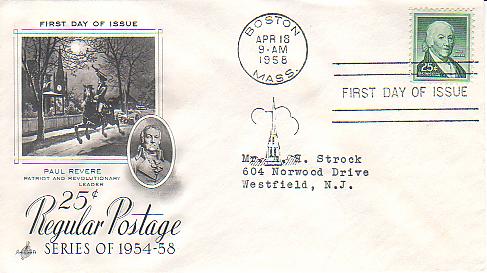 FIRST DAY OF ISSUE
PAUL REVERE
PATRIOT AND REVOLUTIONARY
LEADER
25¢
Regular Postage
SERIES OF 1954-58
BOSTON
APR 18
9-AM
1958
MASS.
25¢
FIRST DAY OF ISSUE
Mr. S. Strock
604 Norwood Drive
Westfield, N.J.